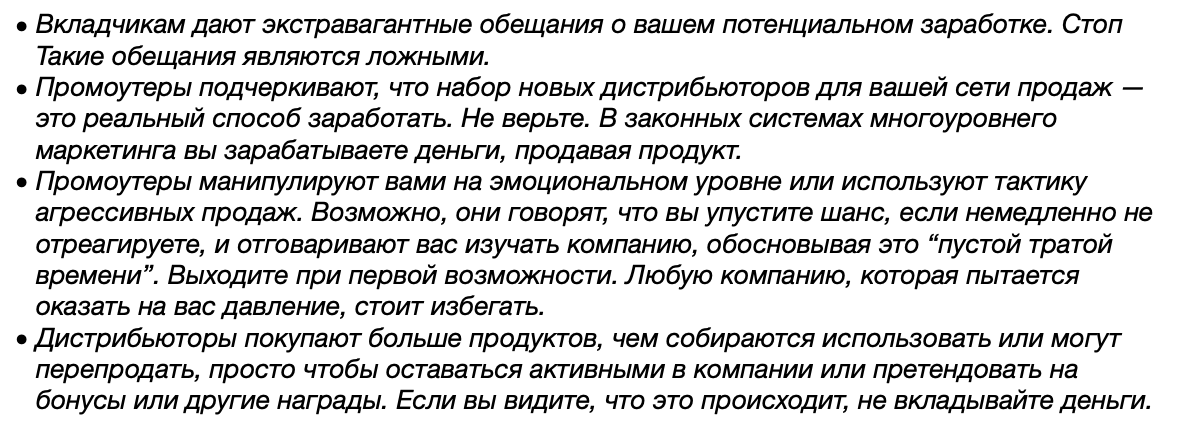 • Вкладчикам дают экстравагантные обещания о вашем потенциальном заработке. Стоп
Такие обещания являются ложными.
• Промоутеры подчеркивают, что набор новых дистрибьюторов для вашей сети продаж —
это реальный способ заработать. Не верьте. В законных системах многоуровнего
маркетинга вы зарабатываете деньги, продавая продукт.
• Промоутеры манипулируют вами на эмоциональном уровне или используют тактику
агрессивных продаж. Возможно, они говорят, что вы упустите шанс, если немедленно не
отреагируете, и отговаривают вас изучать компанию, обосновывая это “пустой тратой
времени”. Выходите при первой возможности. Любую компанию, которая пытается
оказать на вас давление, стоит избегать.
• Дистрибьюторы покупают больше продуктов, чем собираются использовать или могут
перепродать, просто чтобы оставаться активными в компании или претендовать на
бонусы или другие награды. Если вы видите, что это происходит, не вкладывайте деньги.